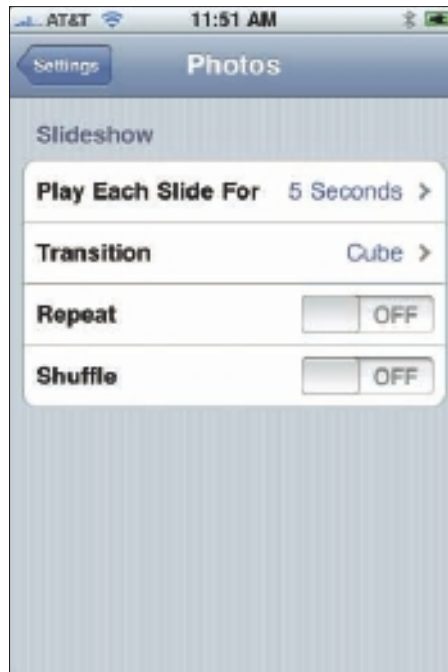 AT&T 11:51 AM
Settings Photos
Slideshow
Play Each Slide For 5 Seconds
Transition Cube
Repeat OFF
Shuffle OFF